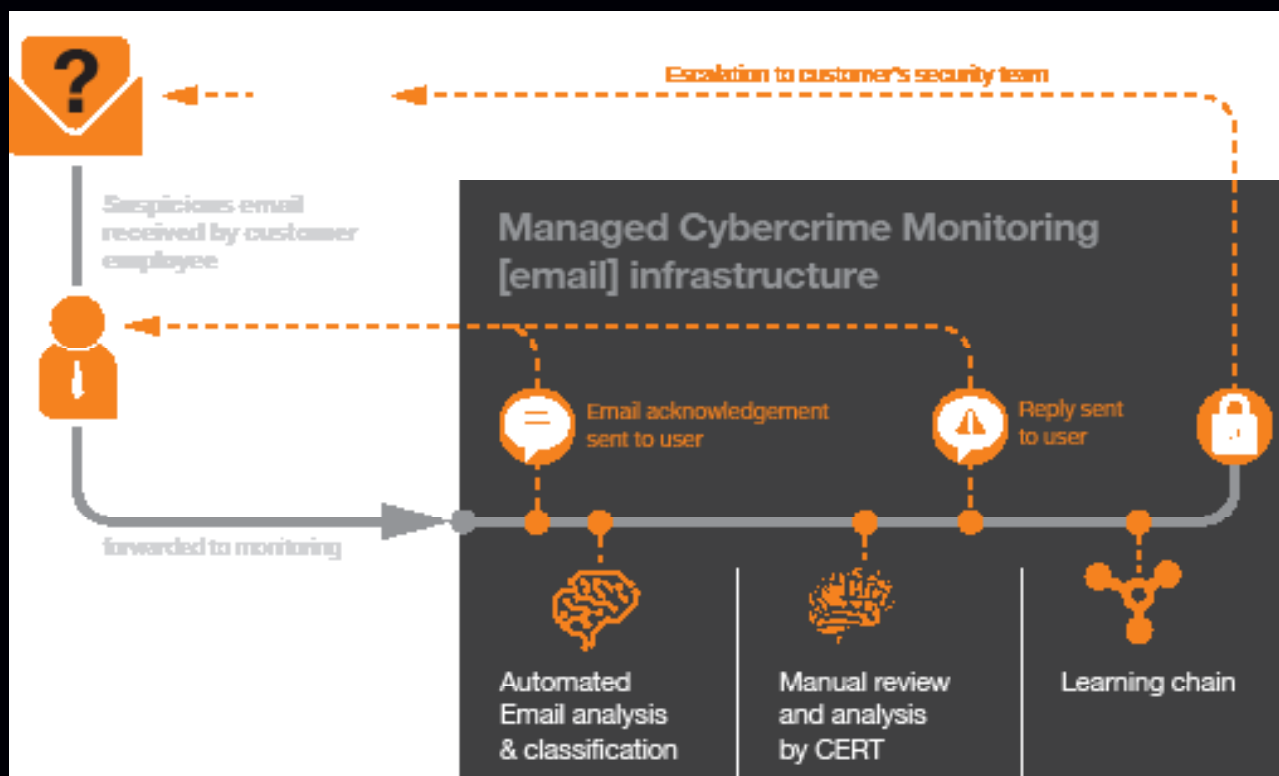 ?
Escalation to customer's security team
Suspicious email
received by customer
employee
Managed Cybercrime Monitoring
[email] infrastructure
Email acknowledgement
sent to user
Reply sent
to user
forwarded to monitoring
Automated
Email analysis
& classification
Manual review
and analysis
by CERT
Learning chain